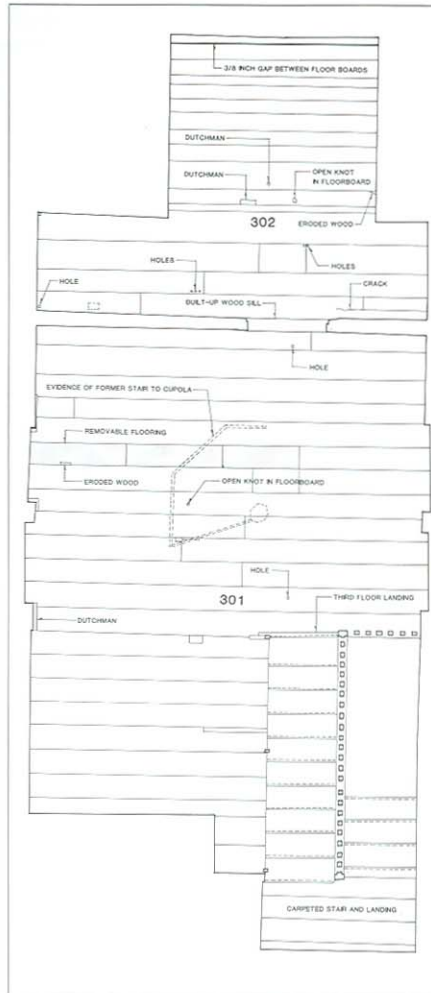 3/8 INCH GAP BETWEEN FLOOR BOARDS
DUTCHMAN
DUTCHMAN
OPEN KNOT
IN FLOORBOARD
302
ERODED WOOD
HOLES
HOLES
HOLE
CRACK
BUILT-UP WOOD SILL
HOLE
EVIDENCE OF FORMER STAIR TO CUPOLA
REMOVABLE FLOORING
ERODED WOOD
OPEN KNOT IN FLOORBOARD
HOLE
301
THIRD FLOOR LANDING
DUTCHMAN
CARPETED STAIR AND LANDING